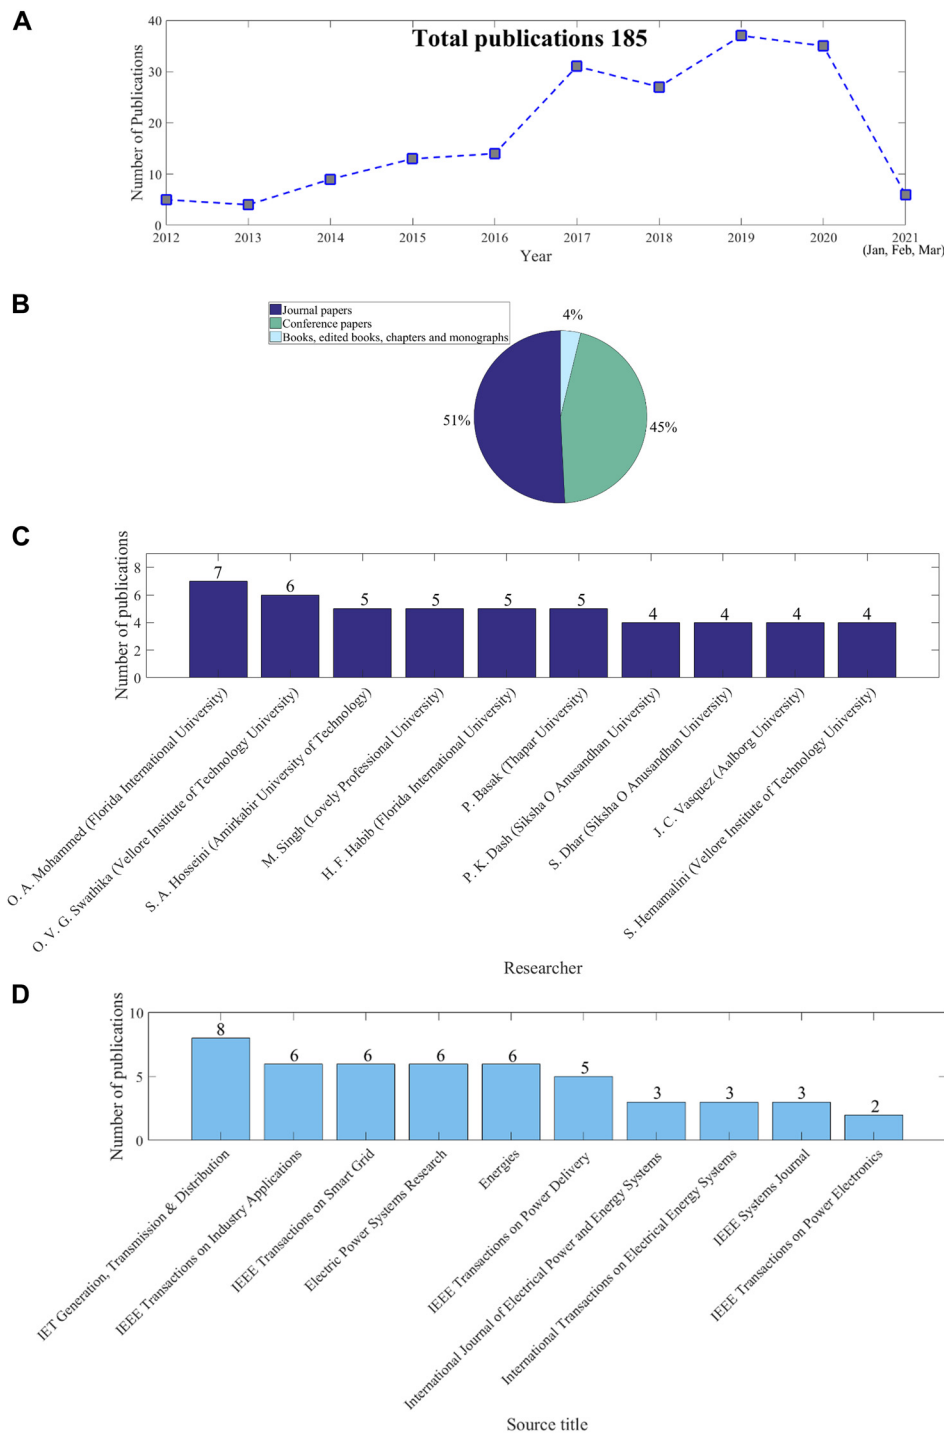 A
Total publications 185
Number of Publications
40
30
20
10
0
2012 2013 2014 2015 2016 2017 2018 2019 2020 2021
(Jan, Feb, Mar)
Year
B
Journal papers
Conference papers
Books, edited books, chapters and monographs
4%
51%
45%
C
Number of publications
8
6
4
2
0
7 6 5 5 5 5 4 4 4 4
O. A. Mohammed (Florida International University)
O. V. G. Swathika (Vellore Institute of Technology University)
S. A. Hosseini (Amirkabir University of Technology)
M. Singh (Lovely Professional University)
H. F. Habib (Florida International University)
P. Basak (Thapar University)
P. K. Dash (Siksha O Anusandhan University)
S. Dhar (Siksha O Anusandhan University)
J. C. Vasquez (Aalborg University)
S. Hemamalini (Vellore Institute of Technology University)
Researcher
D
Number of publications
10
5
0
8 6 6 6 6 5 3 3 3 2
IET Generation, Transmission & Distribution
IEEE Transactions on Industry Applications
IEEE Transactions on Smart Grid
Electric Power Systems Research
Energies
IEEE Transactions on Power Delivery
International Journal of Electrical Power and Energy Systems
International Transactions on Electrical Energy Systems
IEEE Systems Journal
IEEE Transactions on Power Electronics
Source title